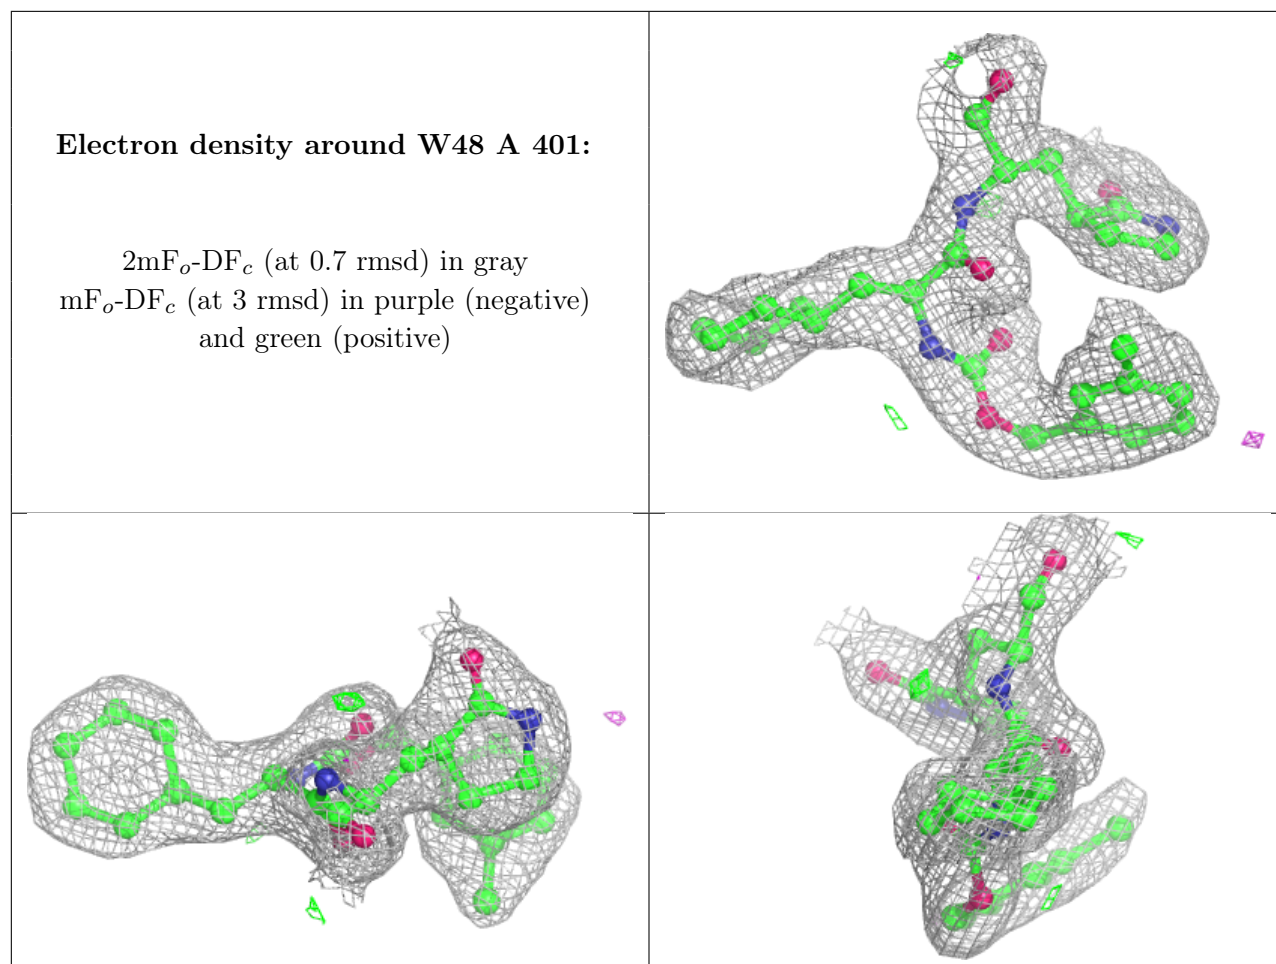 Electron density around W48 A 401:
2mFo-DFc (at 0.7 rmsd) in gray
mFo-DFc (at 3 rmsd) in purple (negative)
and green (positive)